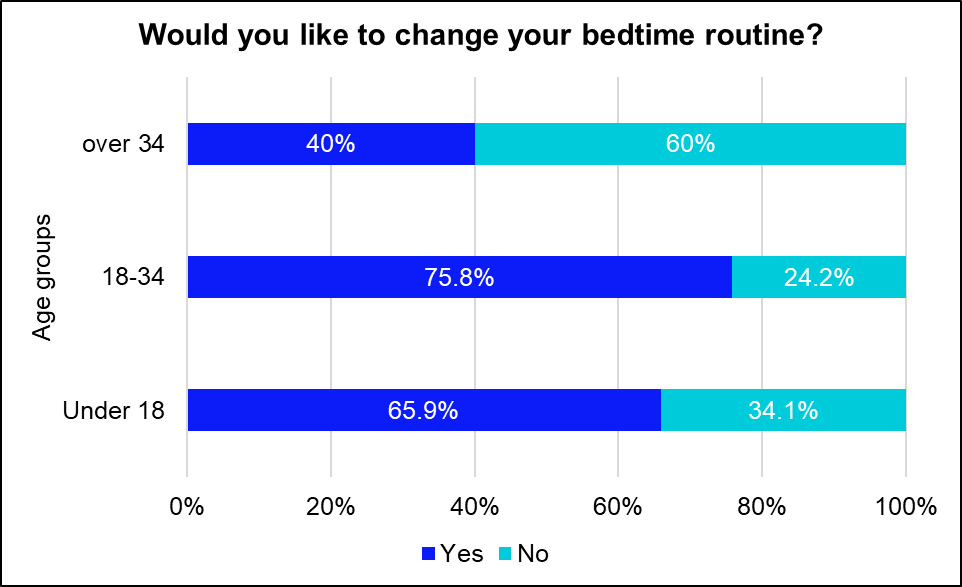 Would you like to change your bedtime routine?
over 34
40%
60%
Age groups
18-34
75.8%
24.2%
Under 18
65.9%
34.1%
0%
20%
40%
60%
80%
100%
Yes
No